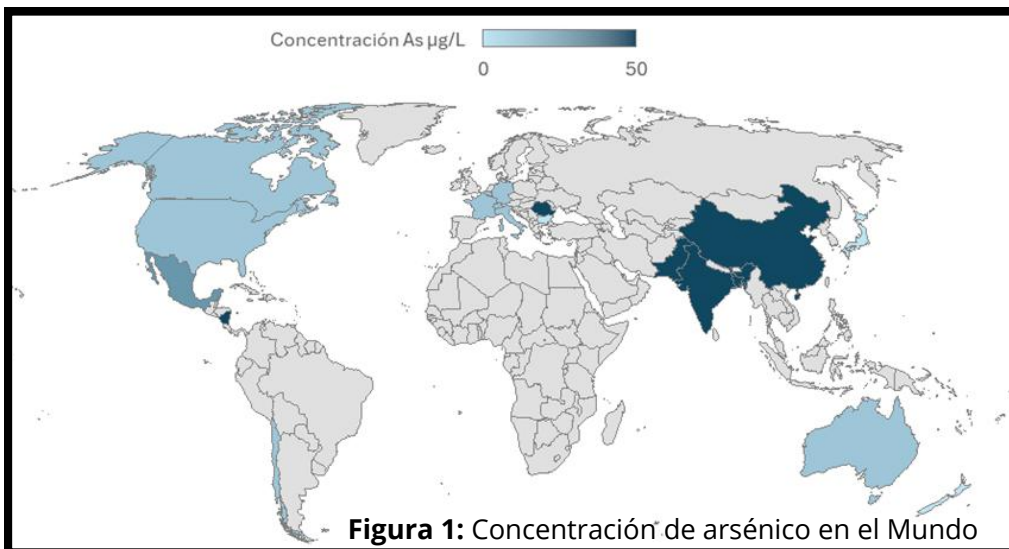 Concentración As µg/L
0 50
Figura 1: Concentración de arsénico en el Mundo